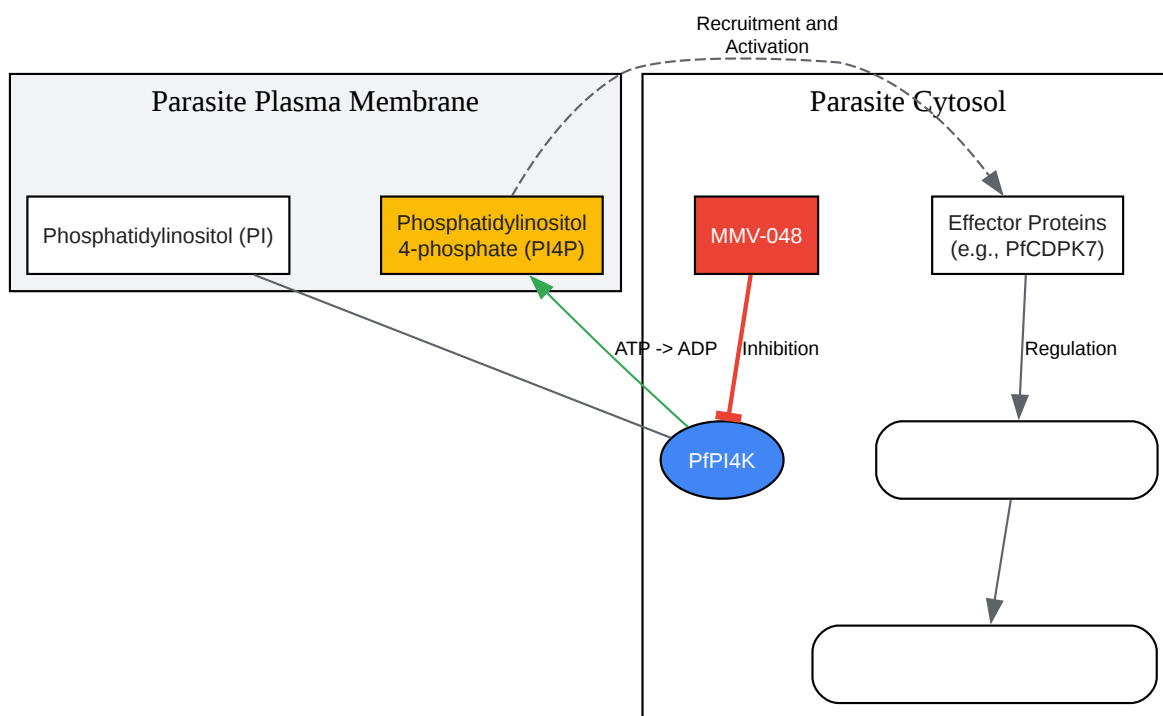 Recruitment and
Activation
Parasite Plasma Membrane
Parasite Cytosol
Phosphatidylinositol (PI)
Phosphatidylinositol
4-phosphate (PI4P)
MMV-048
Effector Proteins
(e.g., PfCDPK7)
ATP -> ADP
Inhibition
Regulation
PfPI4K